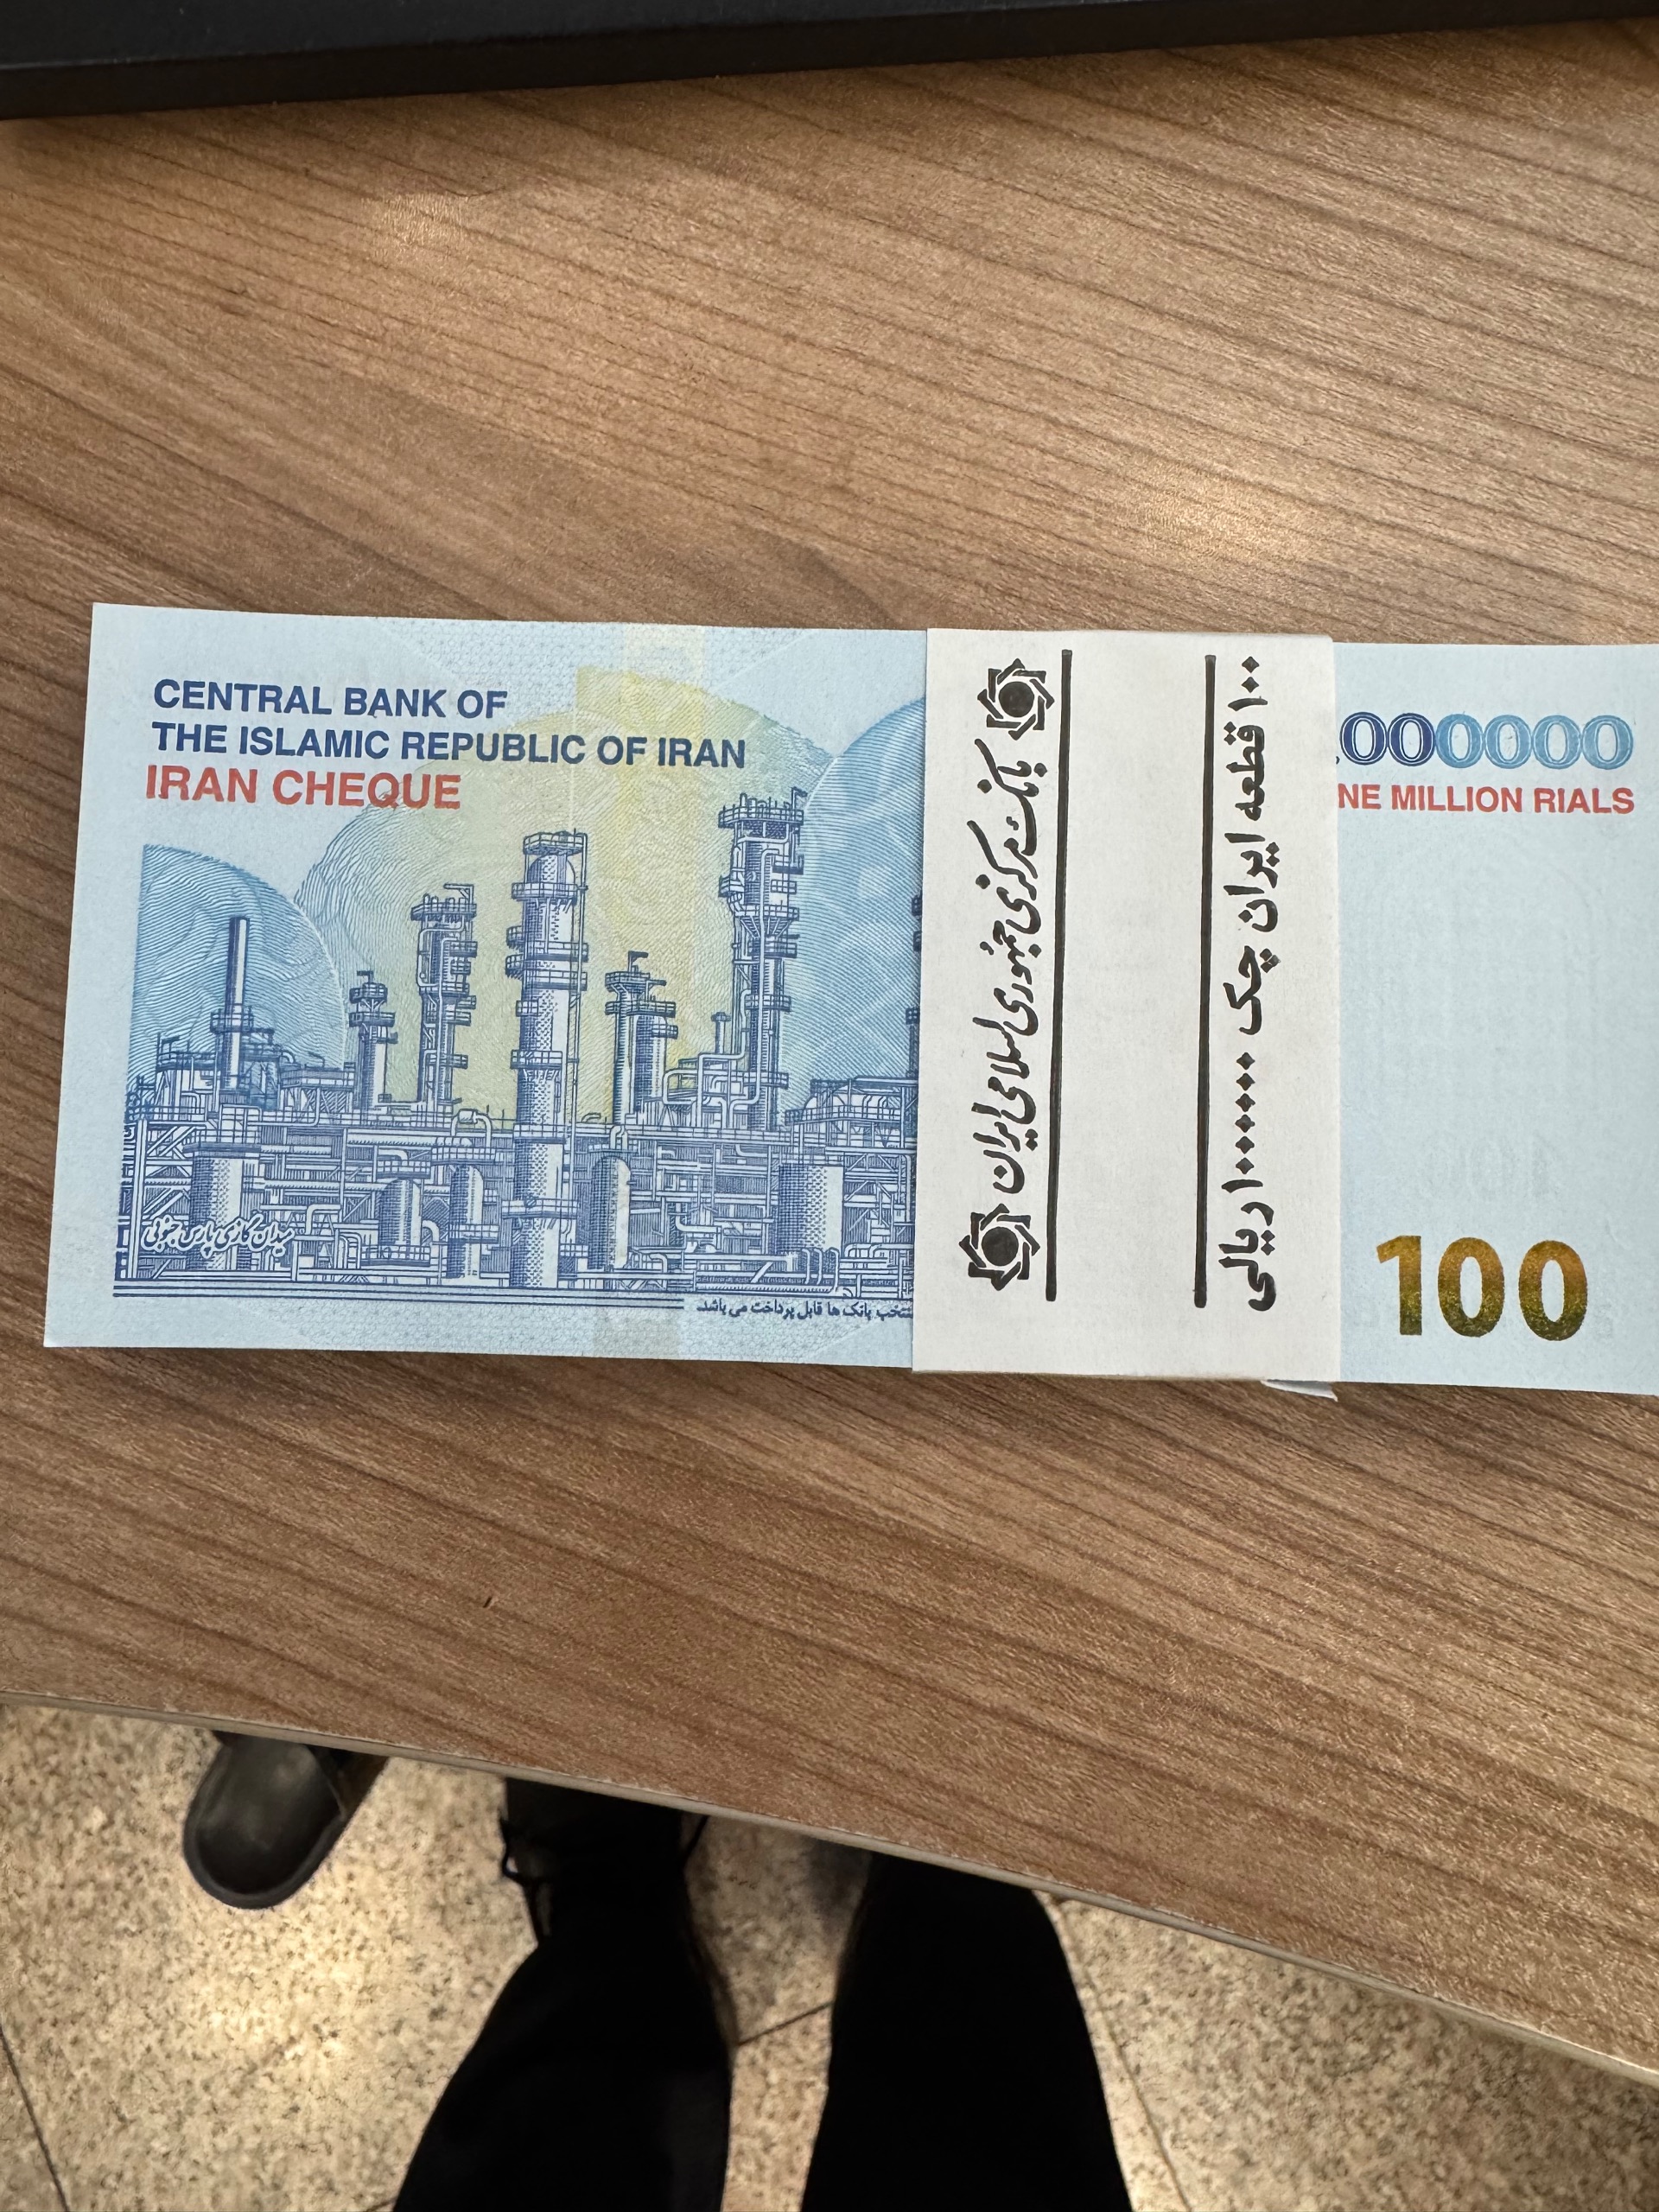 CENTRAL BANK OF
THE ISLAMIC REPUBLIC OF IRAN
IRAN CHEQUE
میدان گازی پارس جنوبی
بانک ها قابل پرداخت می باشد.
بانک مرکزی جمهوری اسلامی ایران
۱۰۰ قطعه ایران چک ۱۰۰۰۰۰۰ ریالی
000000
NE MILLION RIALS
100